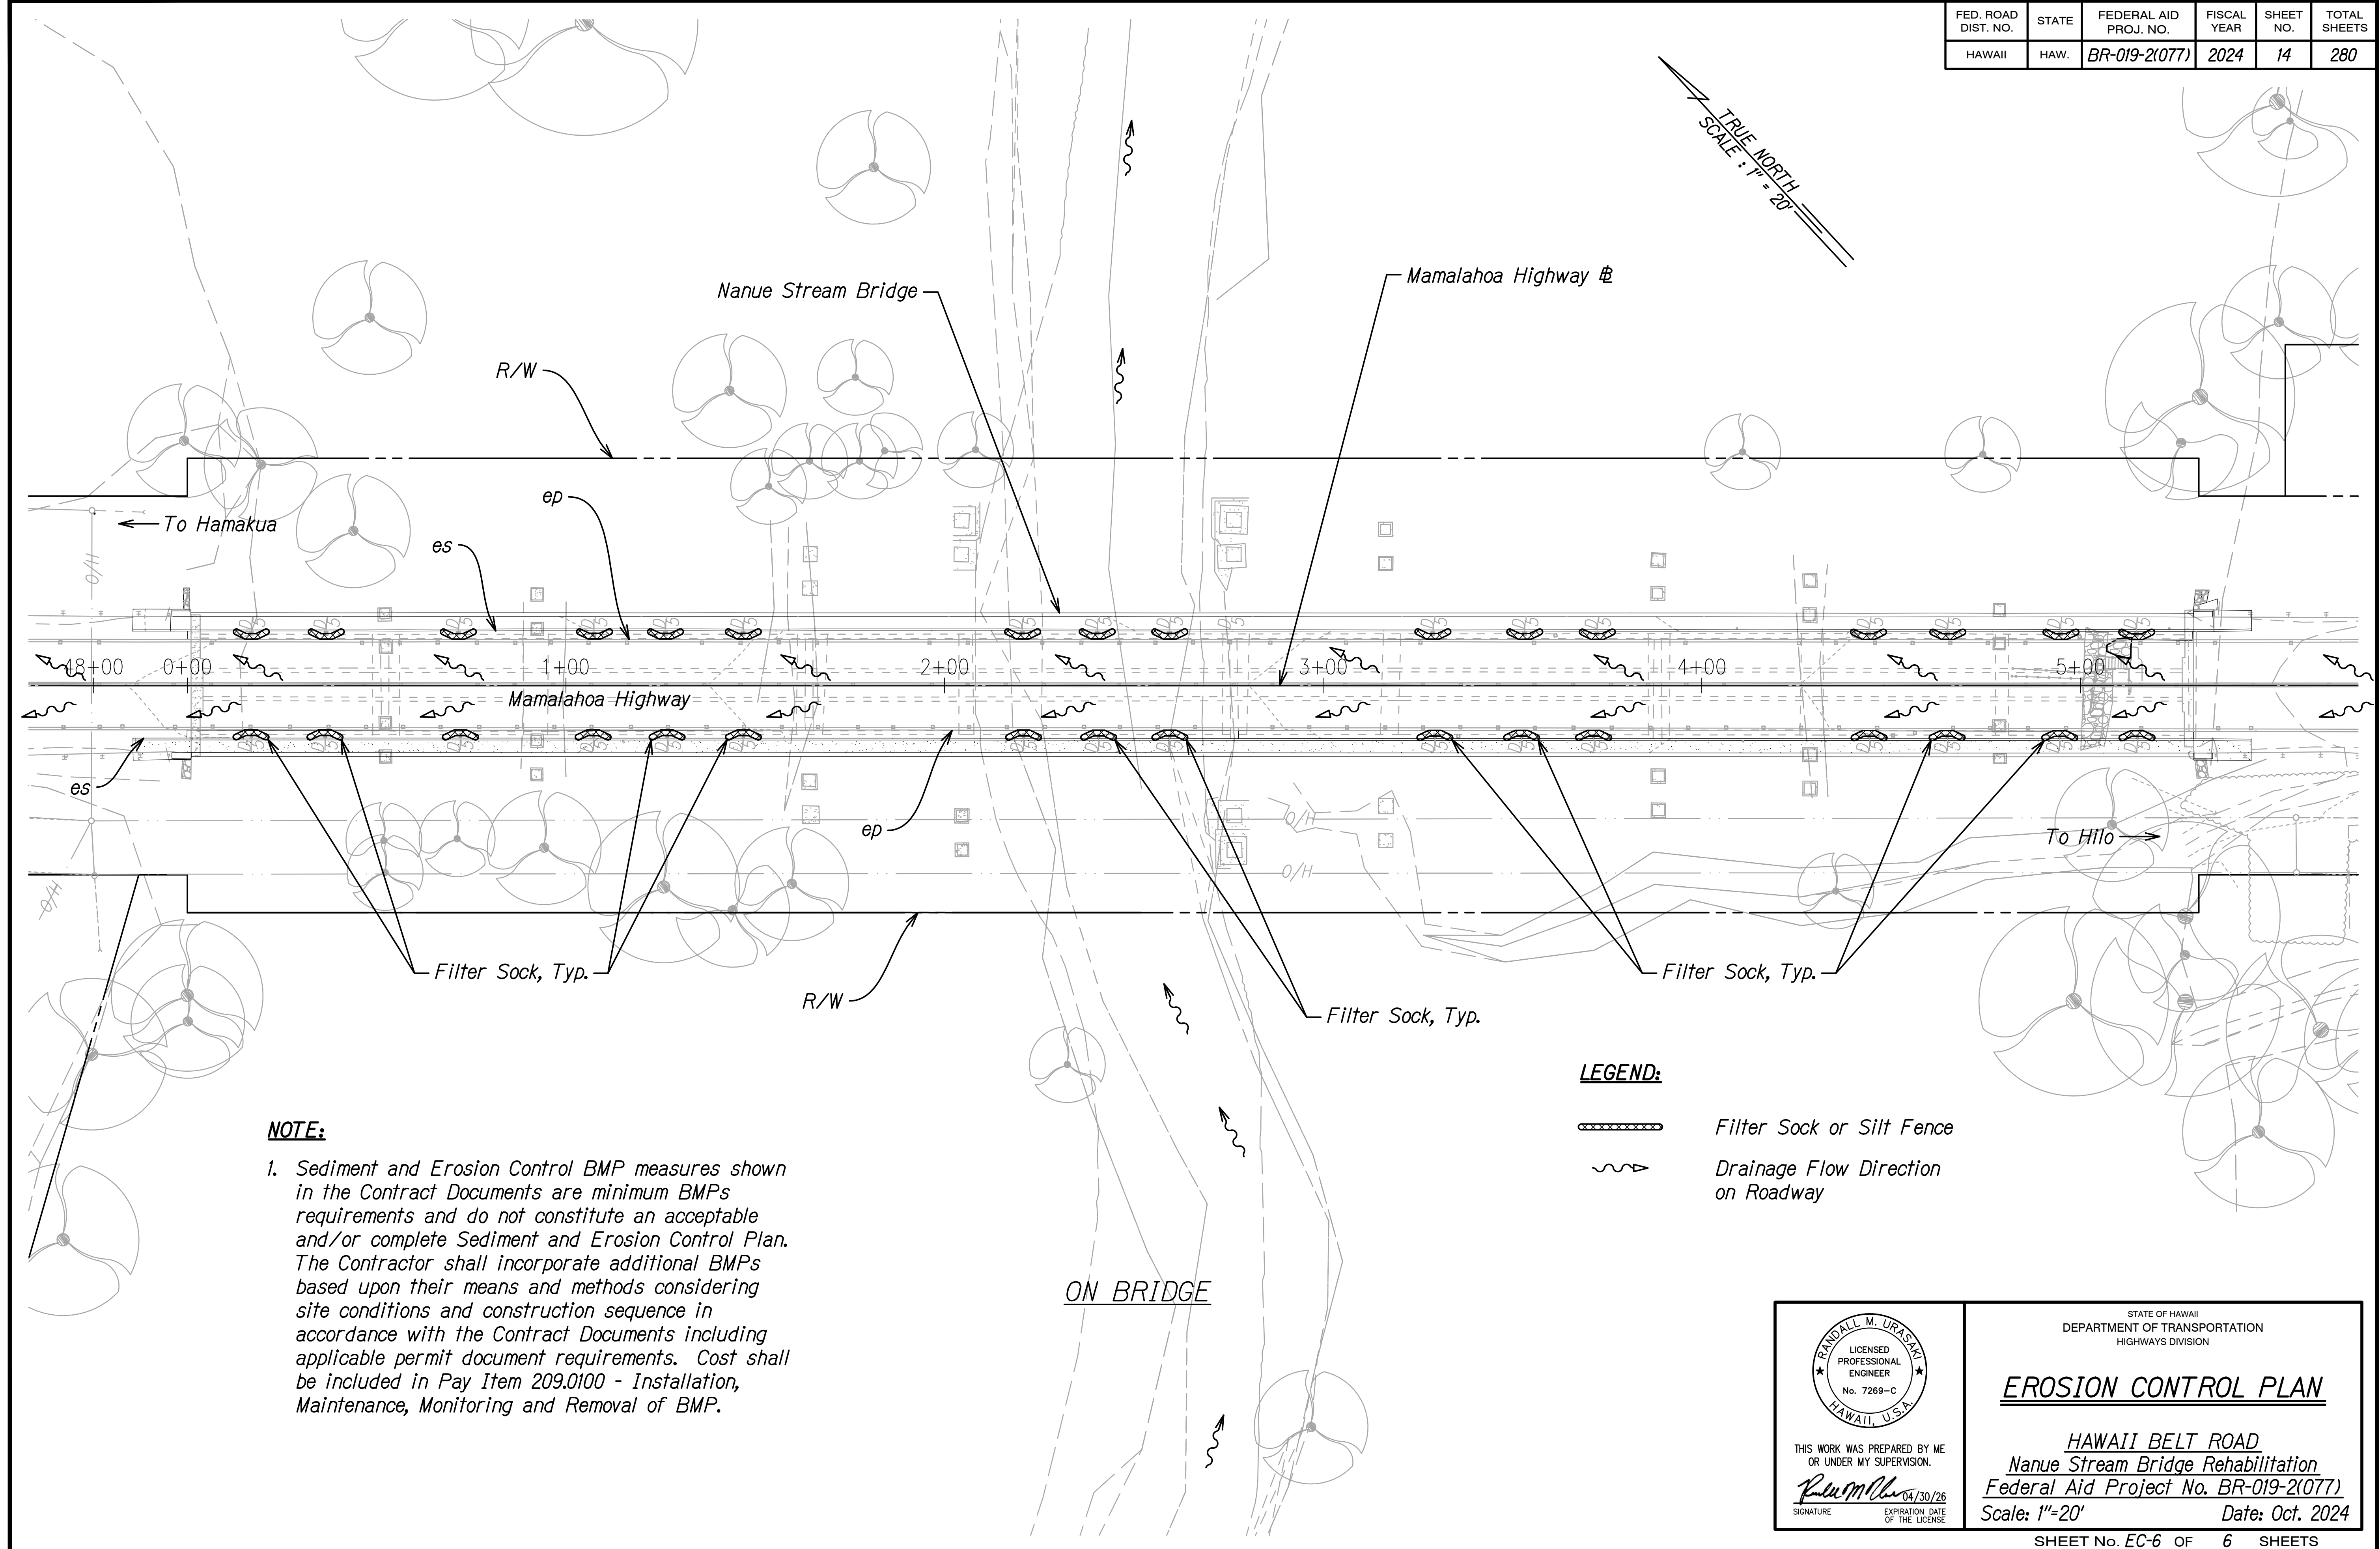 FED. ROAD DIST. NO. STATE FEDERAL AID PROJ. NO. FISCAL YEAR SHEET NO. TOTAL SHEETS
HAWAII HAW. BR-019-2(077) 2024 14 280
TRUE NORTH
SCALE : 1" = 20'
Nanue Stream Bridge
Mamalahoa Highway
R/W
ep
To Hamakua
es
O/H
48+00 0+00 1+00 2+00 3+00 4+00 5+00
Mamalahoa Highway
es
ep
O/H
To Hilo
O/H
O/H
Filter Sock, Typ.
Filter Sock, Typ.
R/W
Filter Sock, Typ.
LEGEND:
Filter Sock or Silt Fence
Drainage Flow Direction
on Roadway
NOTE:
1. Sediment and Erosion Control BMP measures shown
in the Contract Documents are minimum BMPs
requirements and do not constitute an acceptable
and/or complete Sediment and Erosion Control Plan.
The Contractor shall incorporate additional BMPs
based upon their means and methods considering
site conditions and construction sequence in
accordance with the Contract Documents including
applicable permit document requirements. Cost shall
be included in Pay Item 209.0100 - Installation,
Maintenance, Monitoring and Removal of BMP.
ON BRIDGE
RANDALL M. URASAKI
LICENSED
PROFESSIONAL
ENGINEER
No. 7269-C
HAWAII, U.S.A.
THIS WORK WAS PREPARED BY ME
OR UNDER MY SUPERVISION.
04/30/26
SIGNATURE EXPIRATION DATE
OF THE LICENSE
STATE OF HAWAII
DEPARTMENT OF TRANSPORTATION
HIGHWAYS DIVISION
EROSION CONTROL PLAN
HAWAII BELT ROAD
Nanue Stream Bridge Rehabilitation
Federal Aid Project No. BR-019-2(077)
Scale: 1"=20' Date: Oct. 2024
SHEET No. EC-6 OF 6 SHEETS